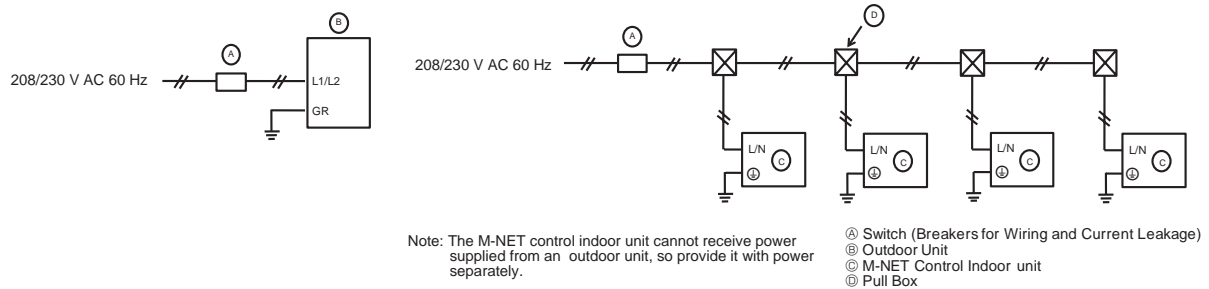 B
A
208/230 V AC 60 Hz
L1/L2
GR
D
A
208/230 V AC 60 Hz
L/N
C
L/N
C
L/N
C
L/N
C
Note: The M-NET control indoor unit cannot receive power
supplied from an outdoor unit, so provide it with power
separately.
Ⓐ Switch (Breakers for Wiring and Current Leakage)
Ⓑ Outdoor Unit
Ⓒ M-NET Control Indoor unit
Ⓓ Pull Box